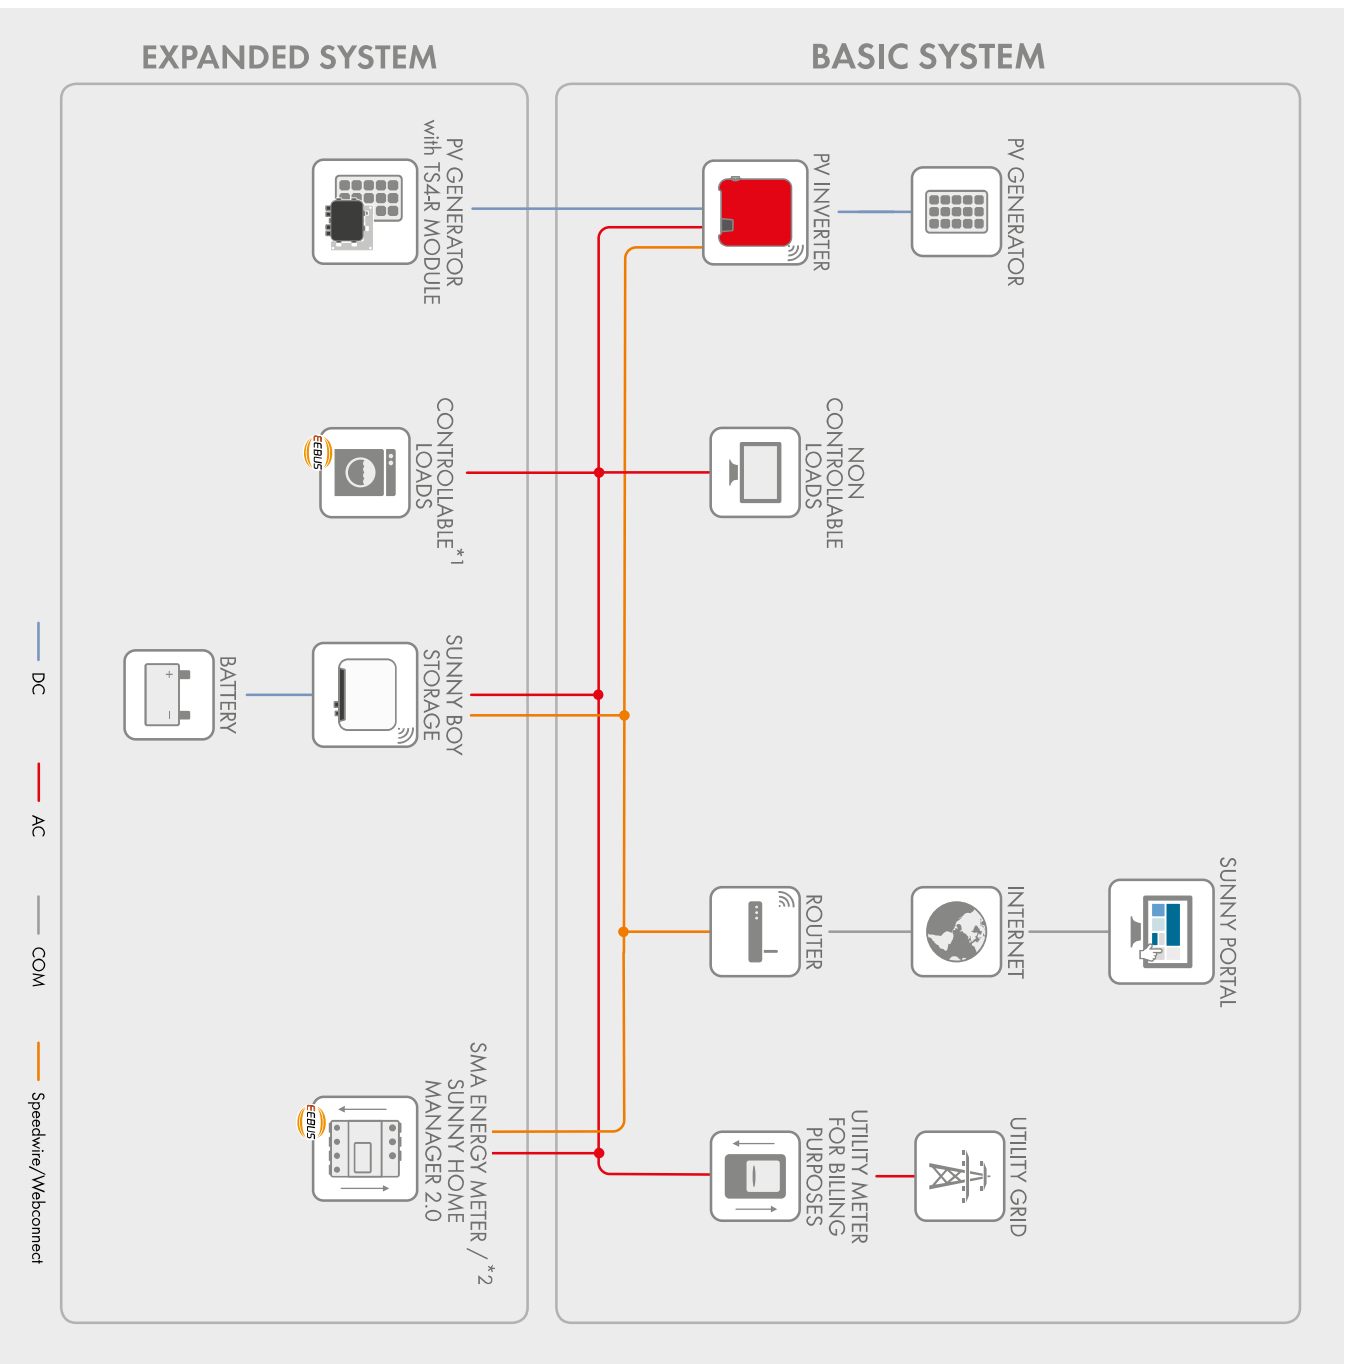 EXPANDED SYSTEM
BASIC SYSTEM
PV GENERATOR
with TS4-R MODULE
PV INVERTER
PV GENERATOR
CONTROLLABLE *1
LOADS
EEBUS
NON
CONTROLLABLE
LOADS
BATTERY
+ −
SUNNY BOY
STORAGE
ROUTER
INTERNET
SUNNY PORTAL
SMA ENERGY METER / *2
SUNNY HOME
MANAGER 2.0
EEBUS
UTILITY METER
FOR BILLING
PURPOSES
UTILITY GRID
DC
AC
COM
Speedwire/Webconnect